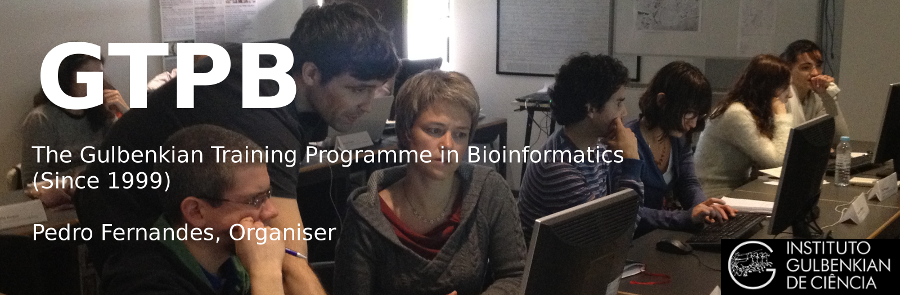 GTPB
The Gulbenkian Training Programme in Bioinformatics
(Since 1999)
Pedro Fernandes, Organiser
INSTITUTO
GULBENKIAN
DE CIÊNCIA